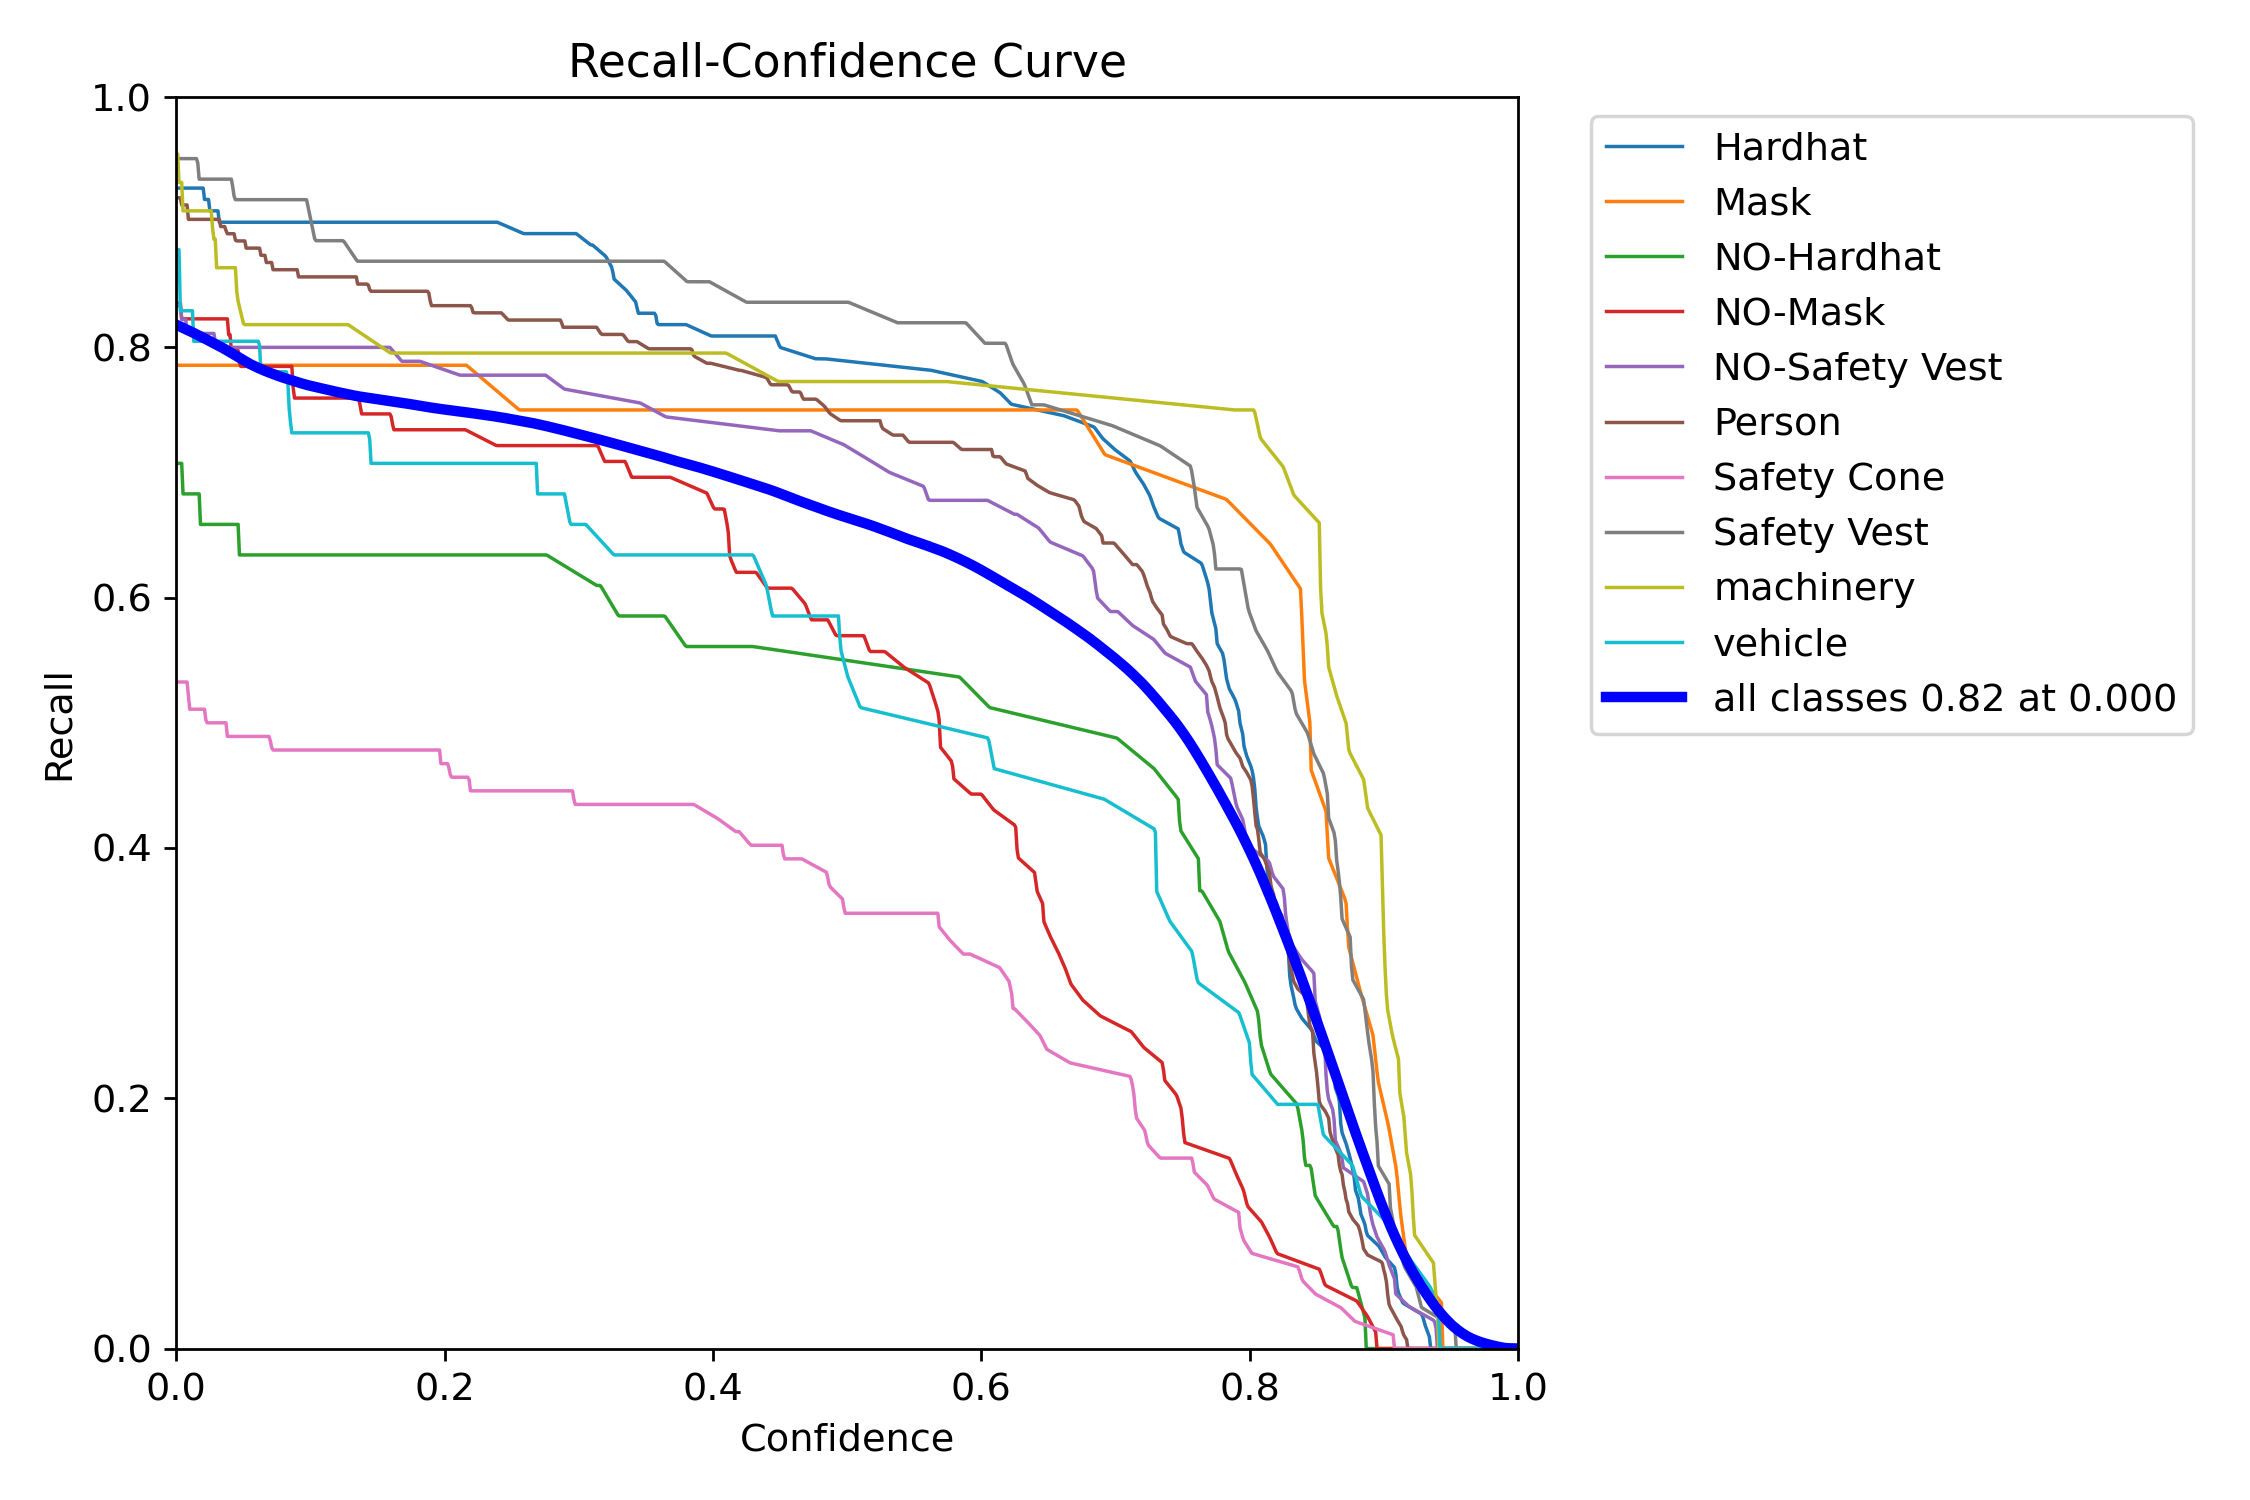 Recall-Confidence Curve
1.0
0.8
0.6
0.4
0.2
0.0
Recall
0.0 0.2 0.4 0.6 0.8 1.0
Confidence
Hardhat
Mask
NO-Hardhat
NO-Mask
NO-Safety Vest
Person
Safety Cone
Safety Vest
machinery
vehicle
all classes 0.82 at 0.000